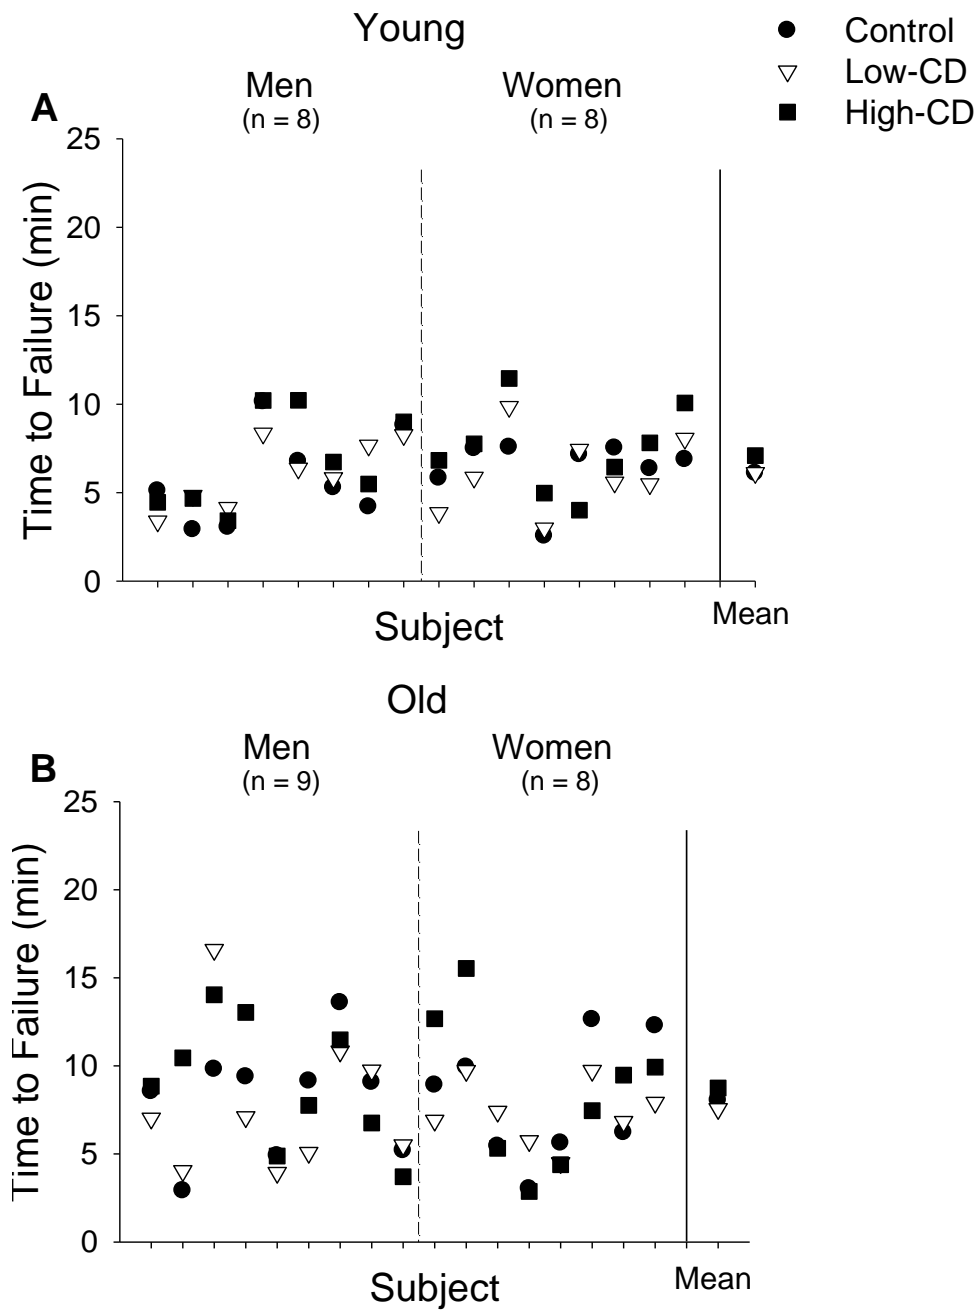 Young
Control
Low-CD
High-CD
A
Men
(n = 8)
Women
(n = 8)
Time to Failure (min)
25
20
15
10
5
0
Subject
Mean
Old
B
Men
(n = 9)
Women
(n = 8)
Time to Failure (min)
25
20
15
10
5
0
Subject
Mean